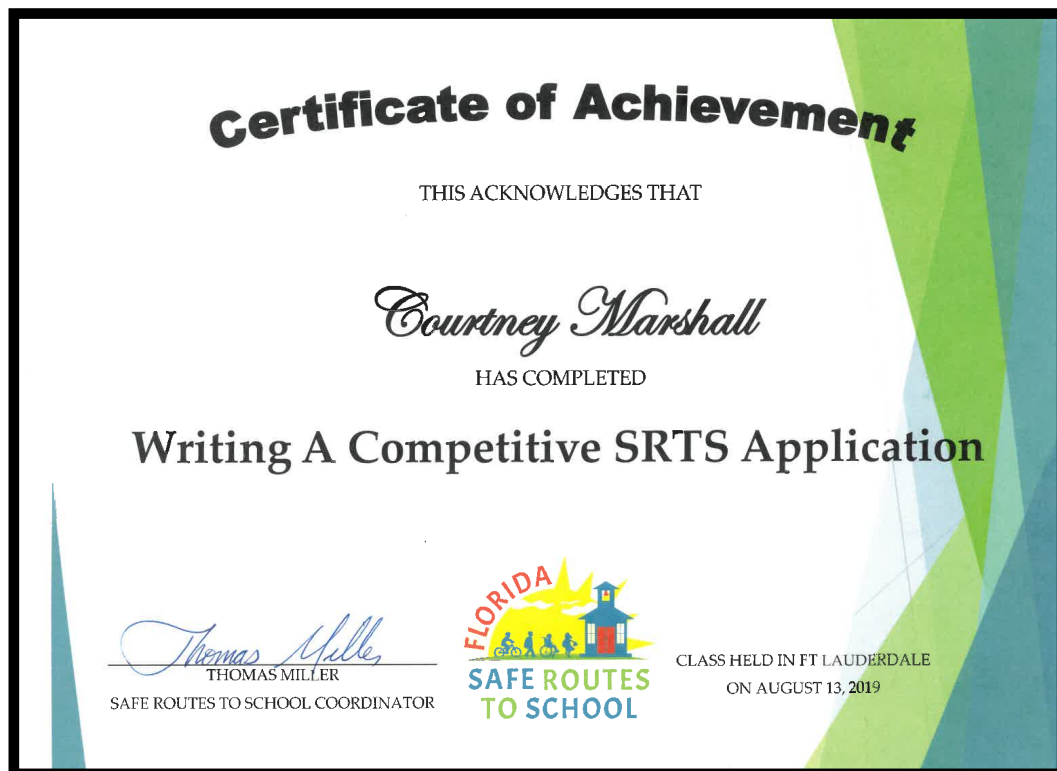 Certificate of Achievement
THIS ACKNOWLEDGES THAT
Courtney Marshall
HAS COMPLETED
Writing A Competitive SRTS Application
Thomas Miller
THOMAS MILLER
SAFE ROUTES TO SCHOOL COORDINATOR
FLORIDA
SAFE ROUTES
TO SCHOOL
CLASS HELD IN FT LAUDERDALE
ON AUGUST 13, 2019